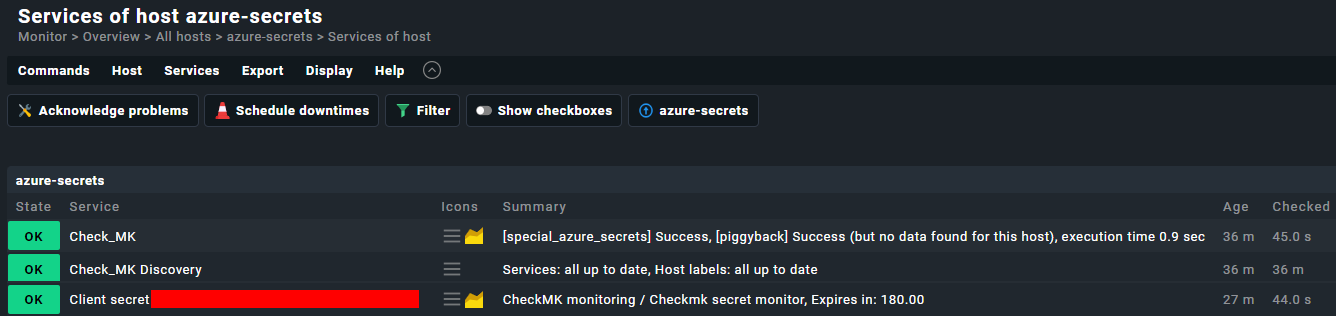 Services of host azure-secrets
Monitor > Overview > All hosts > azure-secrets > Services of host
Commands Host Services Export Display Help
Acknowledge problems Schedule downtimes Filter Show checkboxes azure-secrets
azure-secrets
State Service Icons Summary Age Checked
OK Check_MK [special_azure_secrets] Success, [piggyback] Success (but no data found for this host), execution time 0.9 sec 36 m 45.0 s
OK Check_MK Discovery Services: all up to date, Host labels: all up to date 36 m 36 m
OK Client secret CheckMK monitoring / Checkmk secret monitor, Expires in: 180.00 27 m 44.0 s